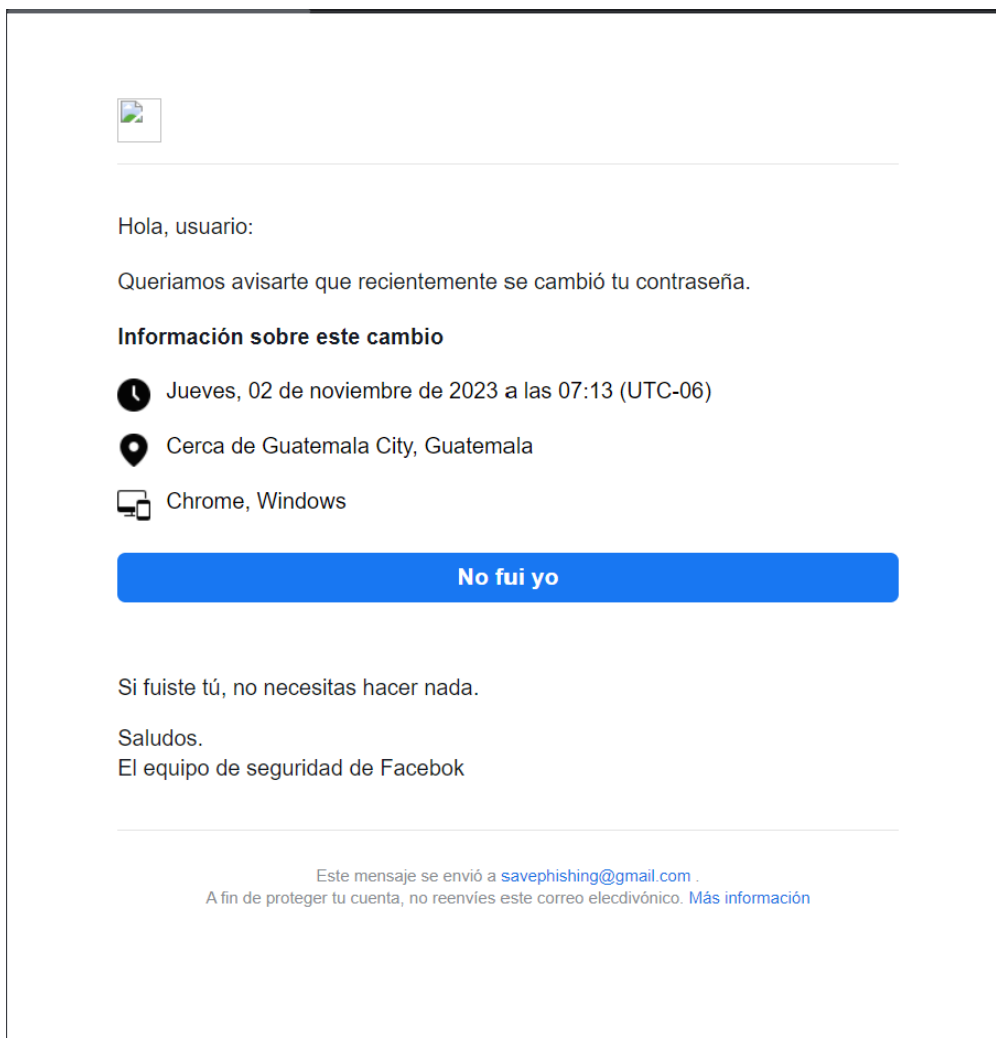 Hola, usuario:
Queriamos avisarte que recientemente se cambió tu contraseña.
Información sobre este cambio
Jueves, 02 de noviembre de 2023 a las 07:13 (UTC-06)
Cerca de Guatemala City, Guatemala
Chrome, Windows
No fui yo
Si fuiste tú, no necesitas hacer nada.
Saludos.
El equipo de seguridad de Facebok
Este mensaje se envió a savephishing@gmail.com .
A fin de proteger tu cuenta, no reenvíes este correo elecdivónico. Más información